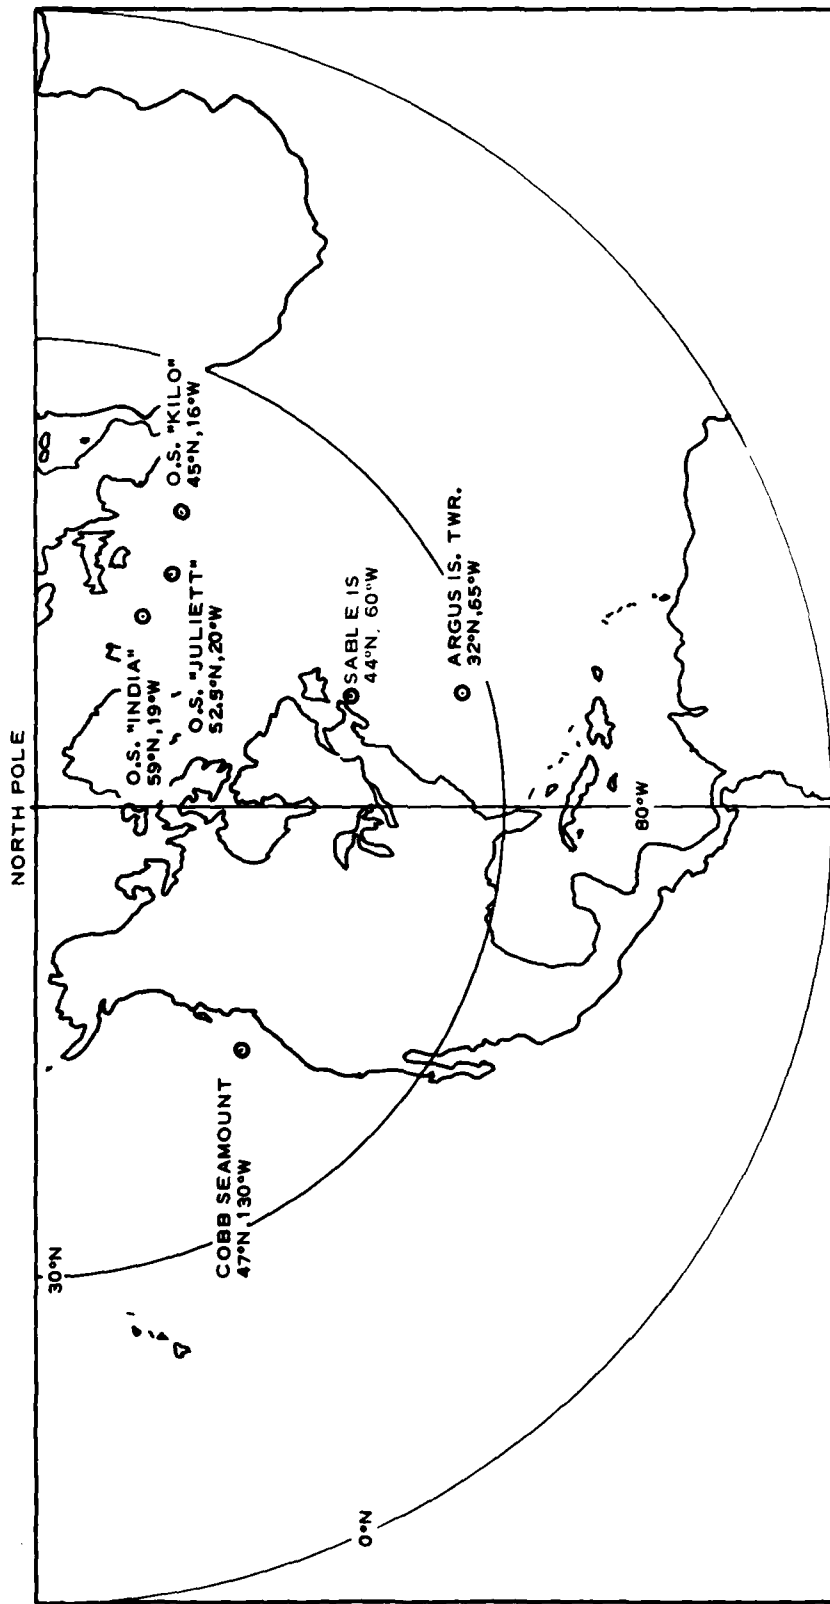 NORTH POLE
30°N
COBB SEAMOUNT
47°N, 130°W
0°N
O.S. "INDIA"
59°N, 19°W
O.S. "JULIETT"
52.5°N, 20°W
O.S. "KILO"
45°N, 16°W
SABLE IS
44°N, 60°W
ARGUS IS. TWR.
32°N, 65°W
80°W